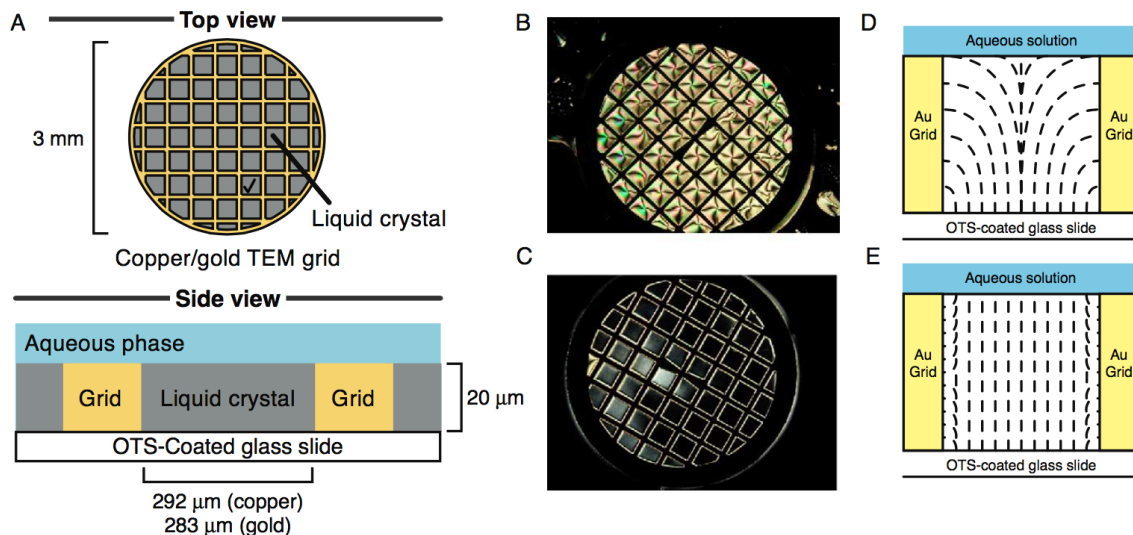 A
Top view
3 mm
Liquid crystal
Copper/gold TEM grid
Side view
Aqueous phase
Grid
Liquid crystal
Grid
20 μm
OTS-Coated glass slide
292 μm (copper)
283 μm (gold)
B
C
D
Aqueous solution
Au
Grid
Au
Grid
OTS-coated glass slide
E
Aqueous solution
Au
Grid
Au
Grid
OTS-coated glass slide